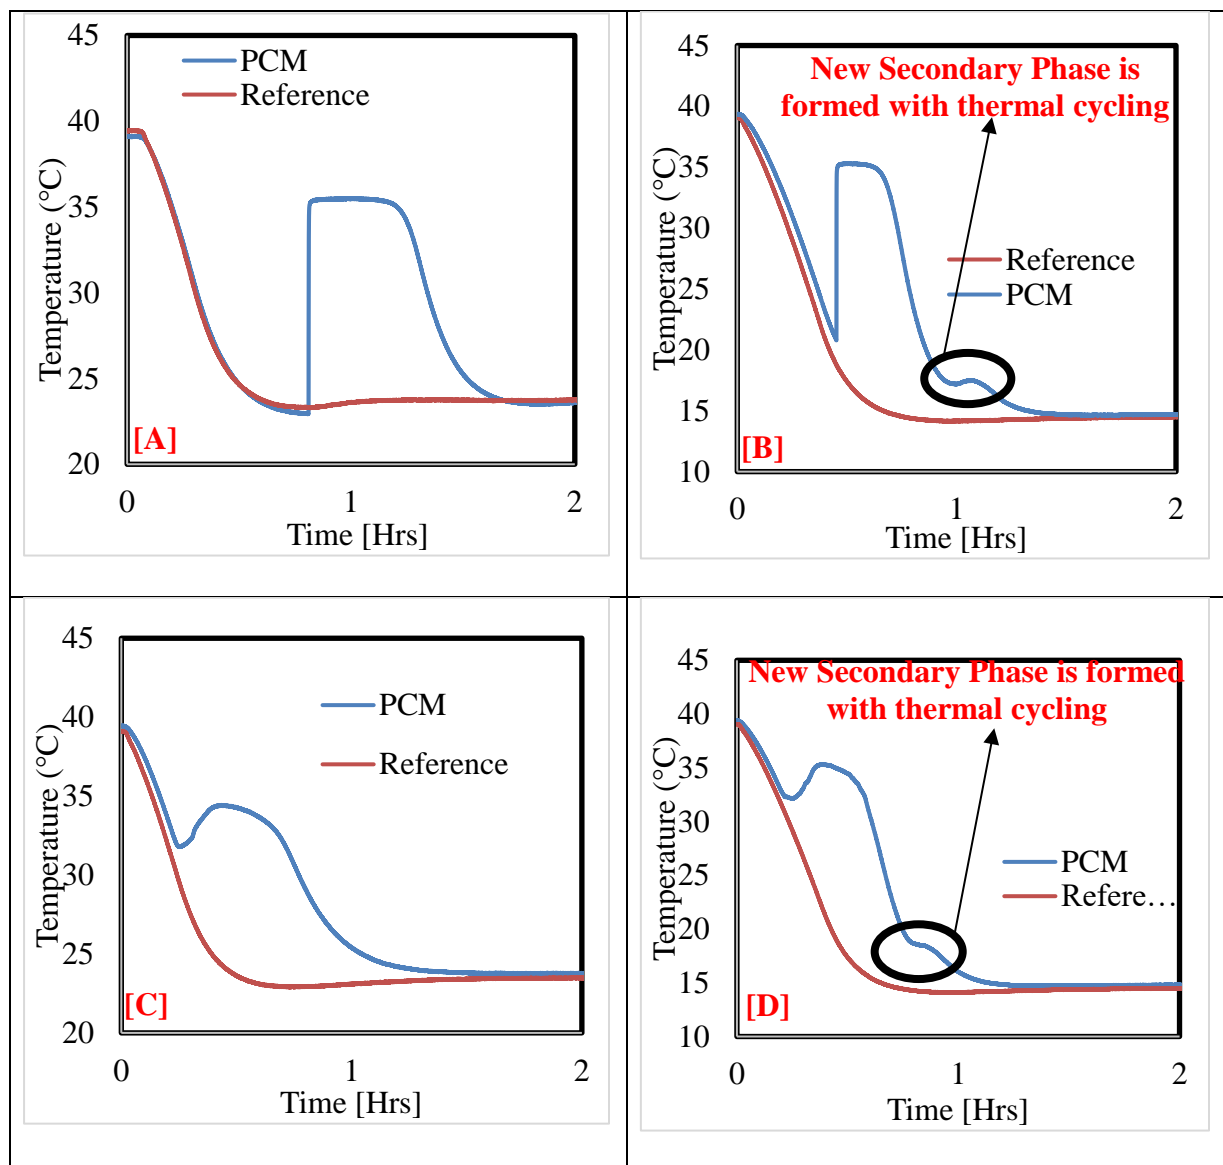 45
40
35
30
25
20
Temperature (°C)
PCM
Reference
[A]
0
1
2
Time [Hrs]
45
40
35
30
25
20
15
10
Temperature (°C)
New Secondary Phase is
formed with thermal cycling
Reference
PCM
[B]
0
1
2
Time [Hrs]
45
40
35
30
25
20
Temperature (°C)
PCM
Reference
[C]
0
1
2
Time [Hrs]
45
40
35
30
25
20
15
10
Temperature (°C)
New Secondary Phase is formed
with thermal cycling
PCM
Refere…
[D]
0
1
2
Time [Hrs]